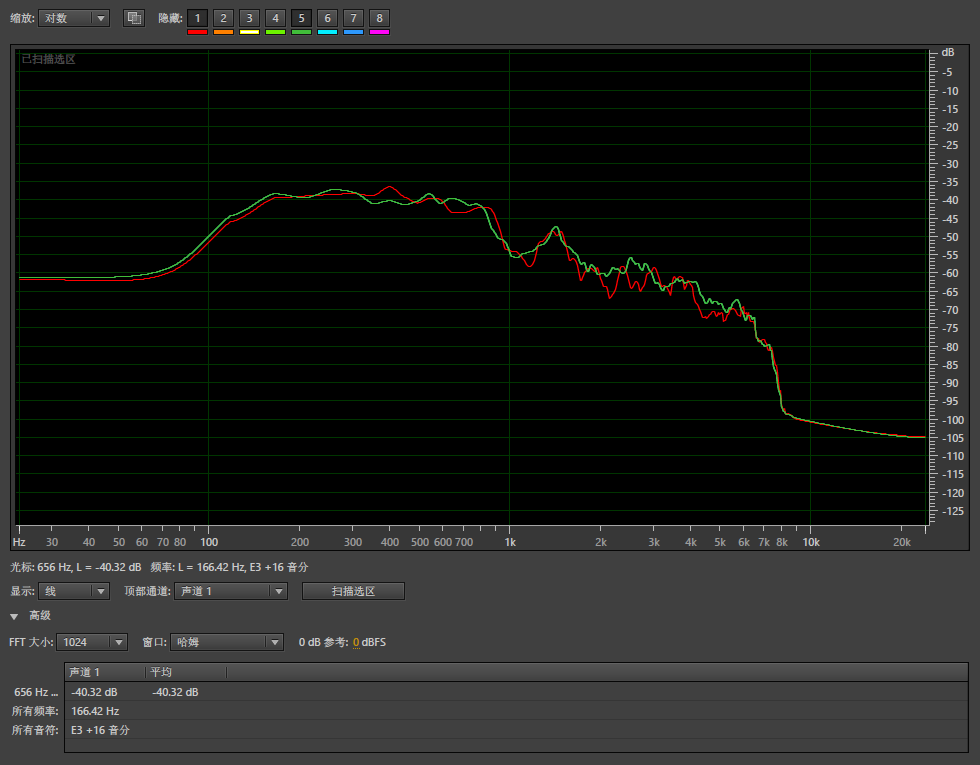 缩放: 对数 隐藏: 1 2 3 4 5 6 7 8
已扫描选区
dB
-5
-10
-15
-20
-25
-30
-35
-40
-45
-50
-55
-60
-65
-70
-75
-80
-85
-90
-95
-100
-105
-110
-115
-120
-125
Hz 30 40 50 60 70 80 100 200 300 400 500 600 700 1k 2k 3k 4k 5k 6k 7k 8k 10k 20k
光标: 656 Hz, L = -40.32 dB 频率: L = 166.42 Hz, E3 +16 音分
显示: 线 顶部通道: 声道 1 扫描选区
高级
FFT 大小: 1024 窗口: 哈姆 0 dB 参考: 0 dBFS
声道 1 平均
656 Hz ... -40.32 dB -40.32 dB
所有频率: 166.42 Hz
所有音符: E3 +16 音分